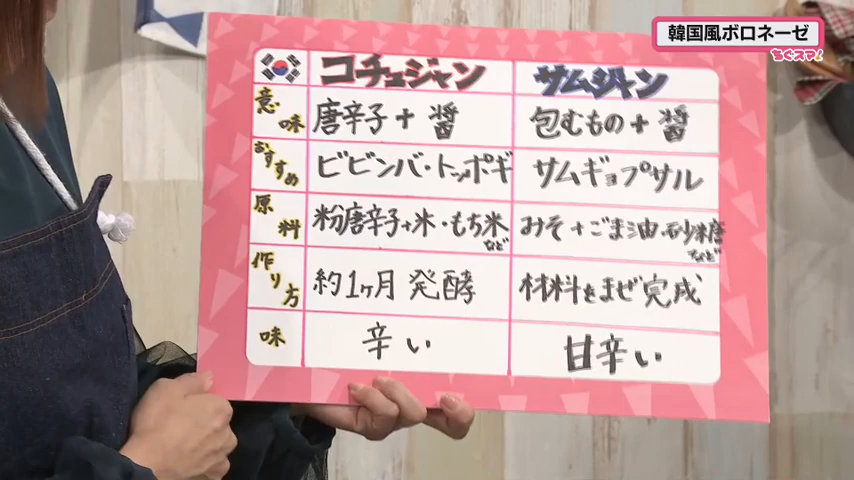 韓国風ボロネーゼ
ちぐスマ!
コチュジャン サムジャン
意味 唐辛子+醤 包むもの+醤
おすすめ ビビンバ・トッポギ サムギョプサル
原料 粉唐辛子+米・もち米など みそ+ごま油・砂糖など
作り方 約1ヶ月発酵 材料をまぜ完成
味 辛い 甘辛い